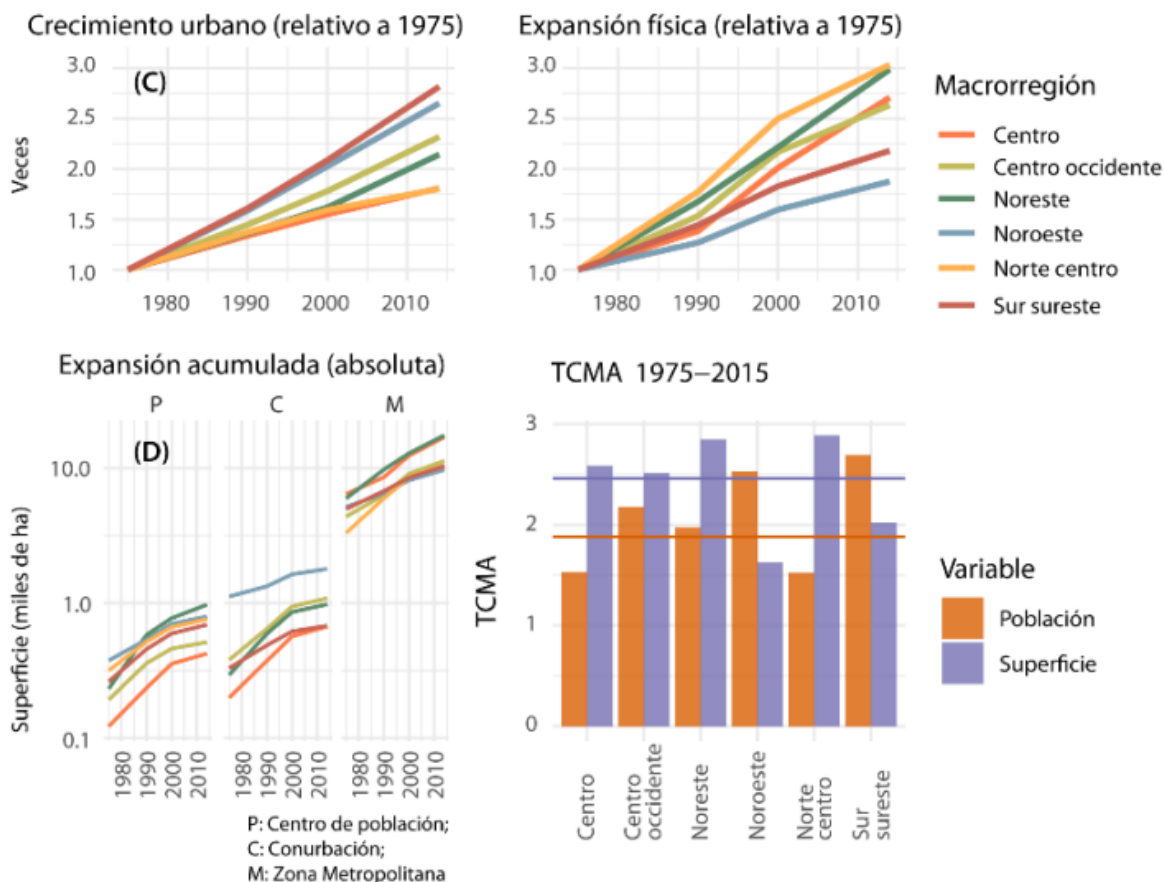 Crecimiento urbano (relativo a 1975)
Expansión física (relativa a 1975)
(C)
Veces
3.0
2.5
2.0
1.5
1.0
1980
1990
2000
2010
3.0
2.5
2.0
1.5
1.0
1980
1990
2000
2010
Macrorregión
Centro
Centro occidente
Noreste
Noroeste
Norte centro
Sur sureste
Expansión acumulada (absoluta)
P
C
M
(D)
Superficie (miles de ha)
10.0
1.0
0.1
1980
1990
2000
2010
1980
1990
2000
2010
1980
1990
2000
2010
P: Centro de población;
C: Conurbación;
M: Zona Metropolitana
TCMA 1975–2015
TCMA
3
2
1
0
Centro
Centro
occidente
Noreste
Noroeste
Norte
centro
Sur
sureste
Variable
Población
Superficie